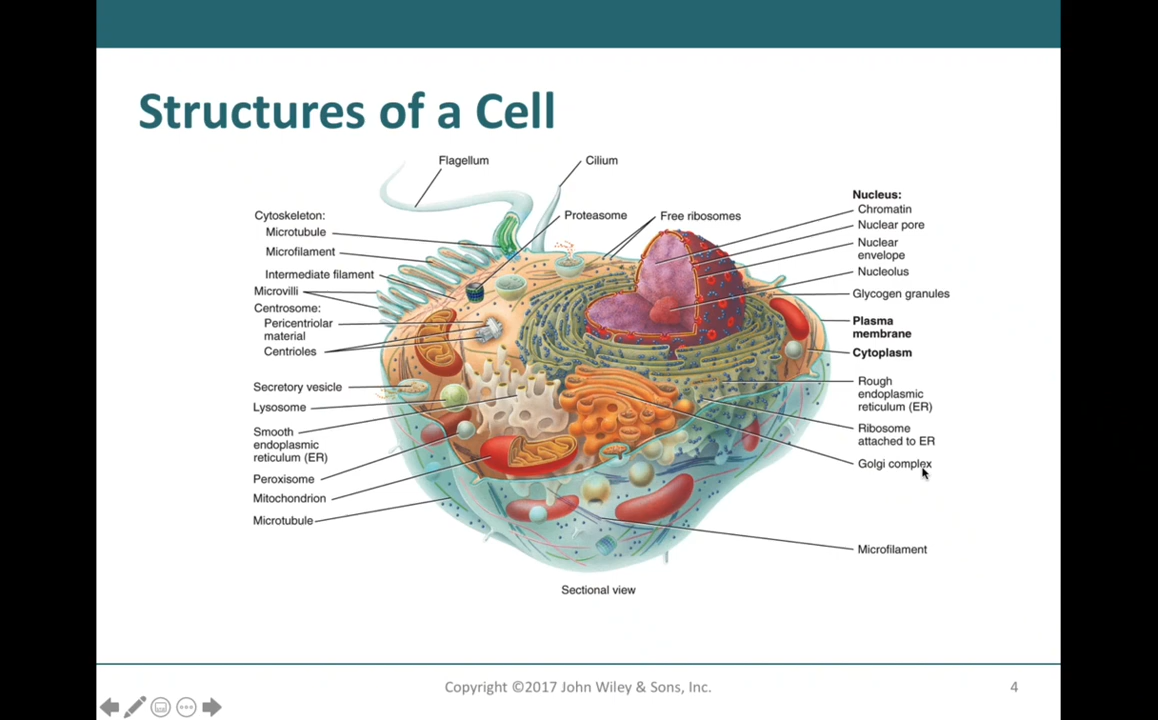 Structures of a Cell
Flagellum
Cilium
Cytoskeleton:
Microtubule
Microfilament
Intermediate filament
Microvilli
Centrosome:
Pericentriolar
material
Centrioles
Secretory vesicle
Lysosome
Smooth
endoplasmic
reticulum (ER)
Peroxisome
Mitochondrion
Microtubule
Proteasome
Free ribosomes
Nucleus:
Chromatin
Nuclear pore
Nuclear
envelope
Nucleolus
Glycogen granules
Plasma
membrane
Cytoplasm
Rough
endoplasmic
reticulum (ER)
Ribosome
attached to ER
Golgi complex
Microfilament
Sectional view
Copyright ©2017 John Wiley & Sons, Inc.
4